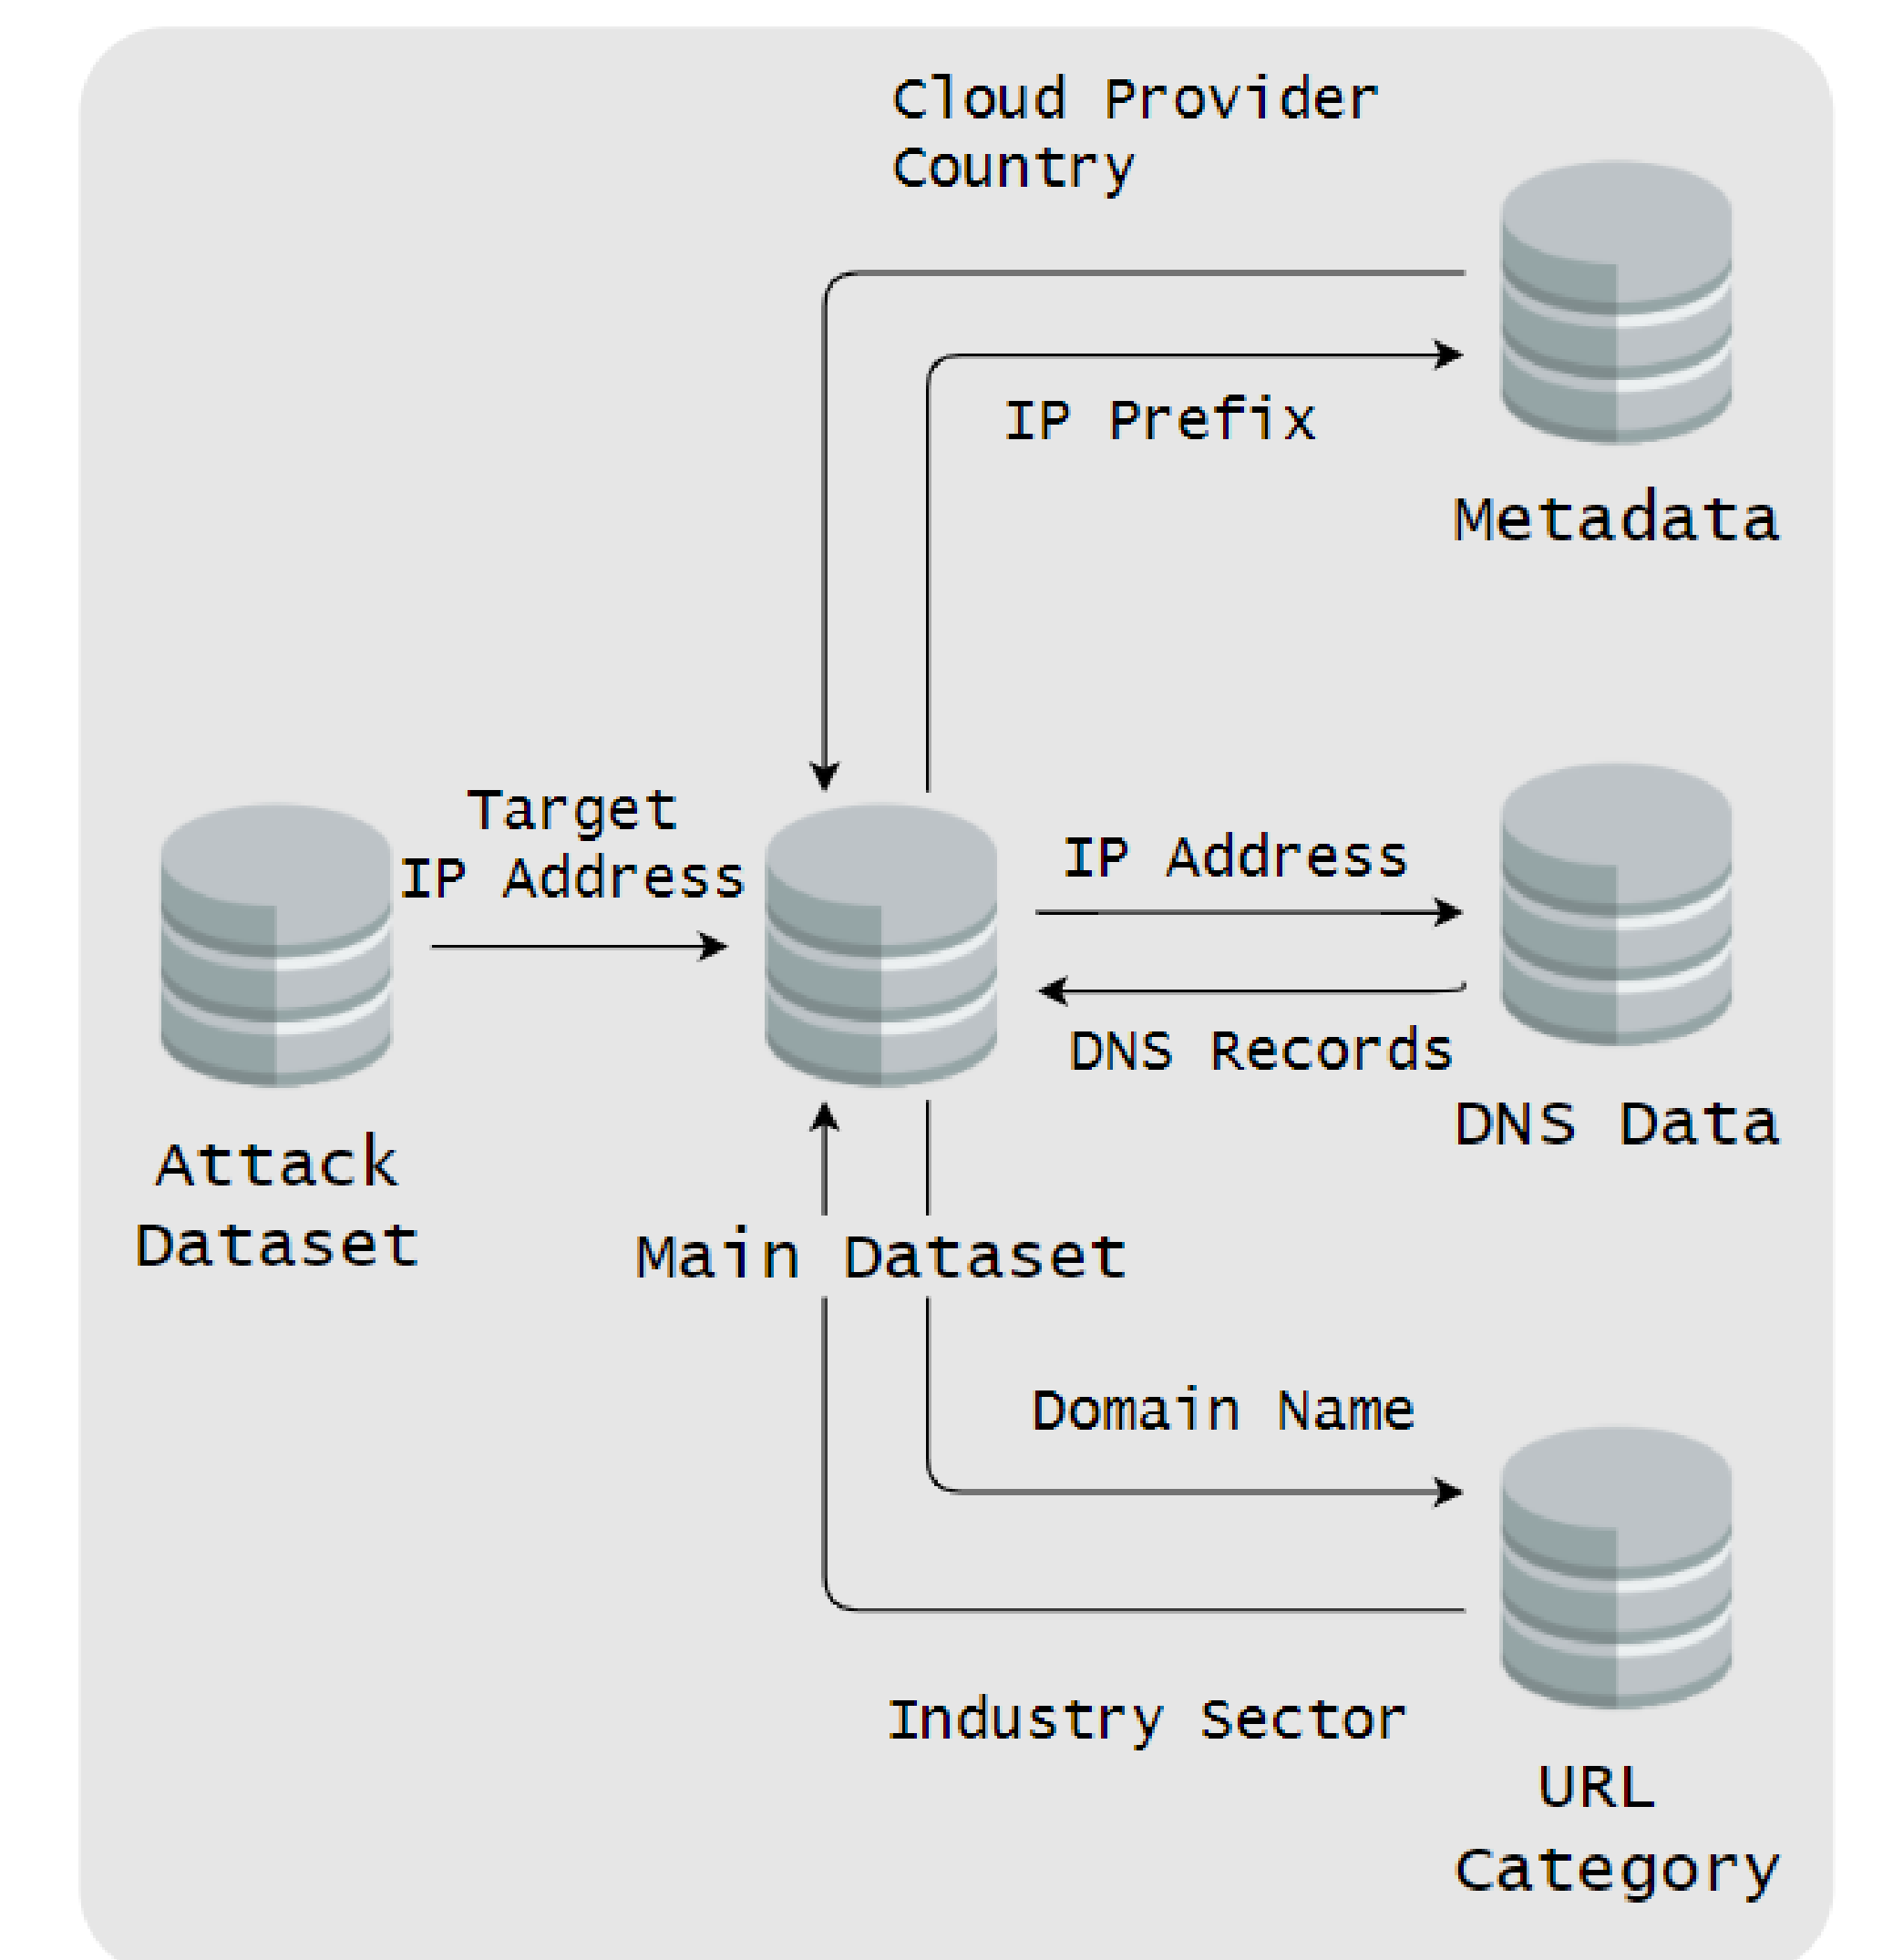 Cloud Provider
Country
IP Prefix
Metadata
Target
IP Address
IP Address
DNS Records
DNS Data
Attack
Dataset
Main Dataset
Domain Name
Industry Sector
URL
Category